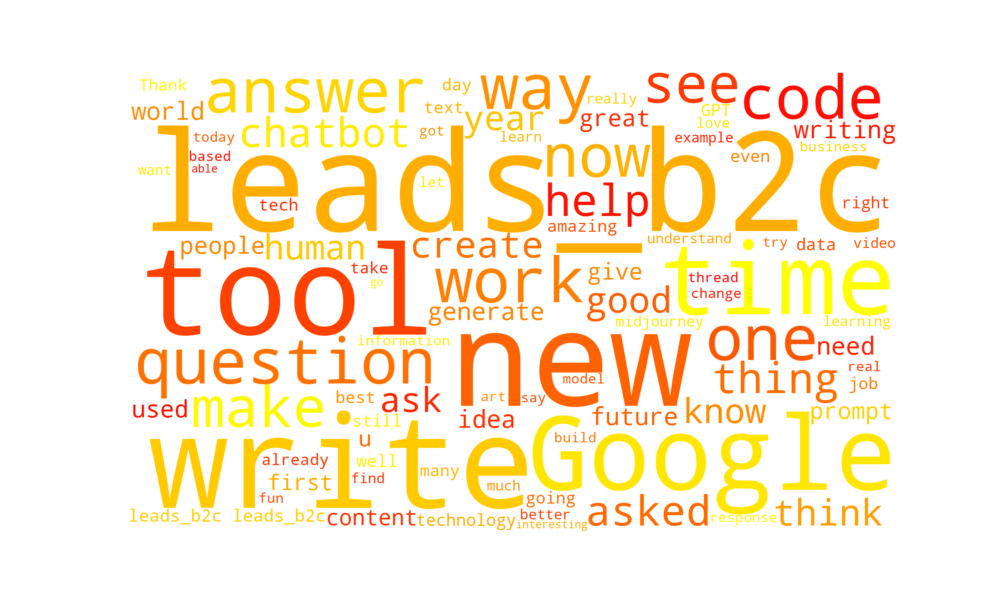 Thank
answer
day
way
see
code
world
text
year
really
great
GPT
love
writing
today
chatbot
got
learn
example
business
leads_b2c
based
able
want
let
now
even
tech
help
right
amazing
people
human
create
understand
try
data
video
tool
take
go
work
give
good
thread
change
time
generate
midjourney
learning
question
information
new
one
need
thing
model
real
job
used
make
best
still
ask
art
say
idea
future
know
prompt
write
u
build
Google
already
well
many
first
find
much
fun
going
leads_b2c leads_b2c
content
technology
better
interesting
asked
response
think